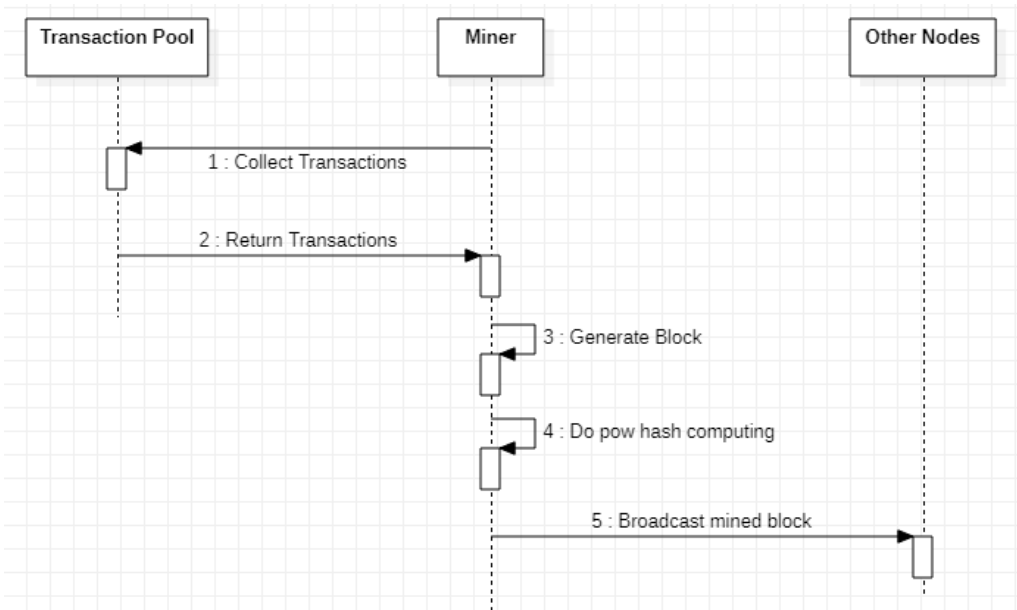 Transaction Pool
Miner
Other Nodes
1 : Collect Transactions
2 : Return Transactions
3 : Generate Block
4 : Do pow hash computing
5 : Broadcast mined block